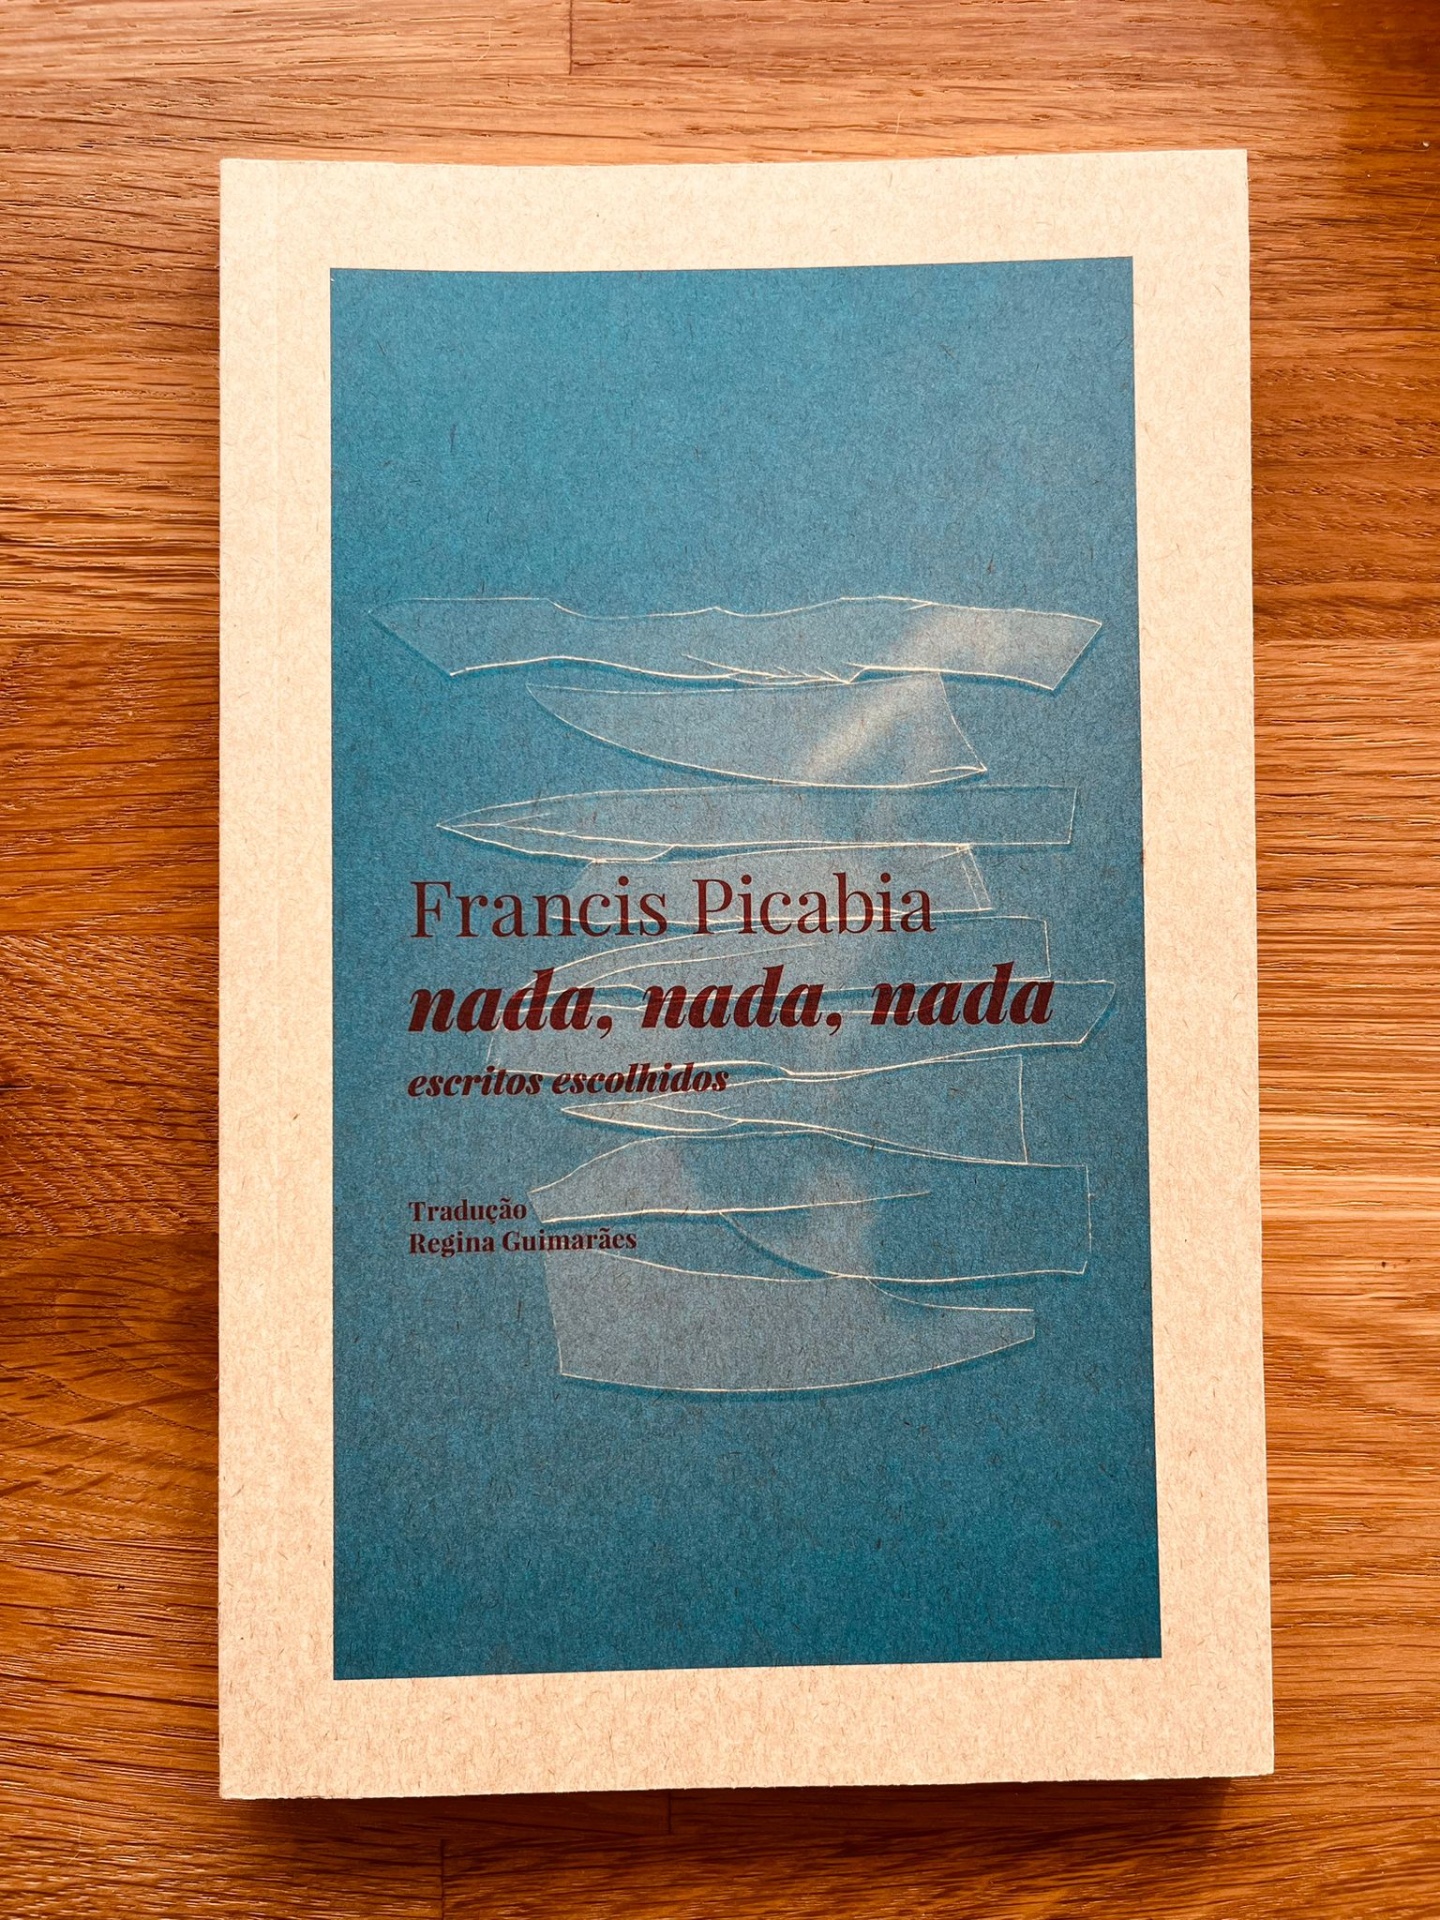 Francis Picabia
nada, nada, nada
escritos escolhidos
Tradução
Regina Guimarães